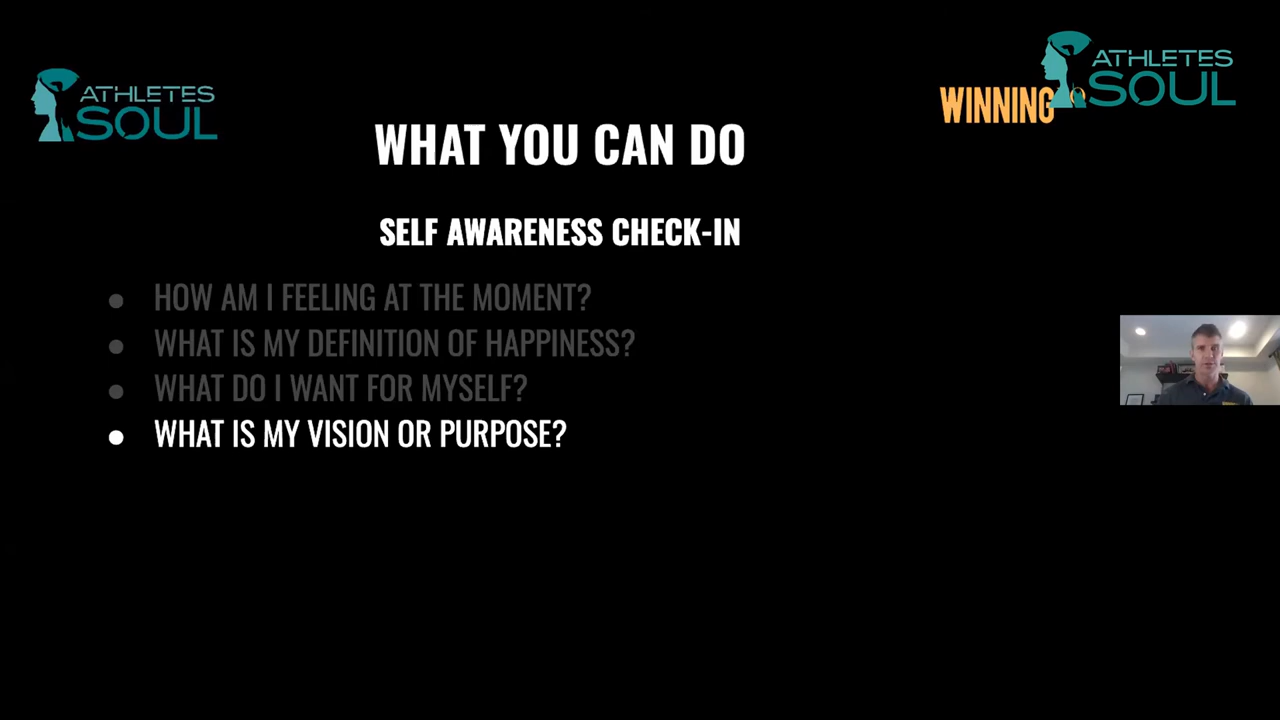 ATHLETES
SOUL
ATHLETES
SOUL
WINNING
WHAT YOU CAN DO
SELF AWARENESS CHECK-IN
● HOW AM I FEELING AT THE MOMENT?
● WHAT IS MY DEFINITION OF HAPPINESS?
● WHAT DO I WANT FOR MYSELF?
● WHAT IS MY VISION OR PURPOSE?